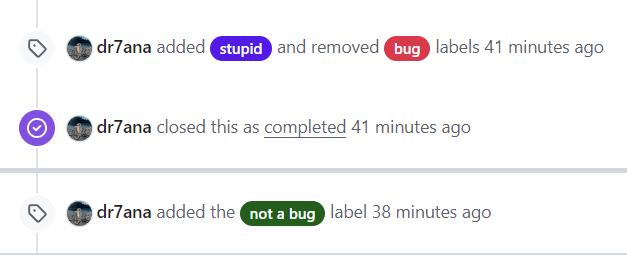 dr7ana added stupid and removed bug labels 41 minutes ago
dr7ana closed this as completed 41 minutes ago
dr7ana added the not a bug label 38 minutes ago